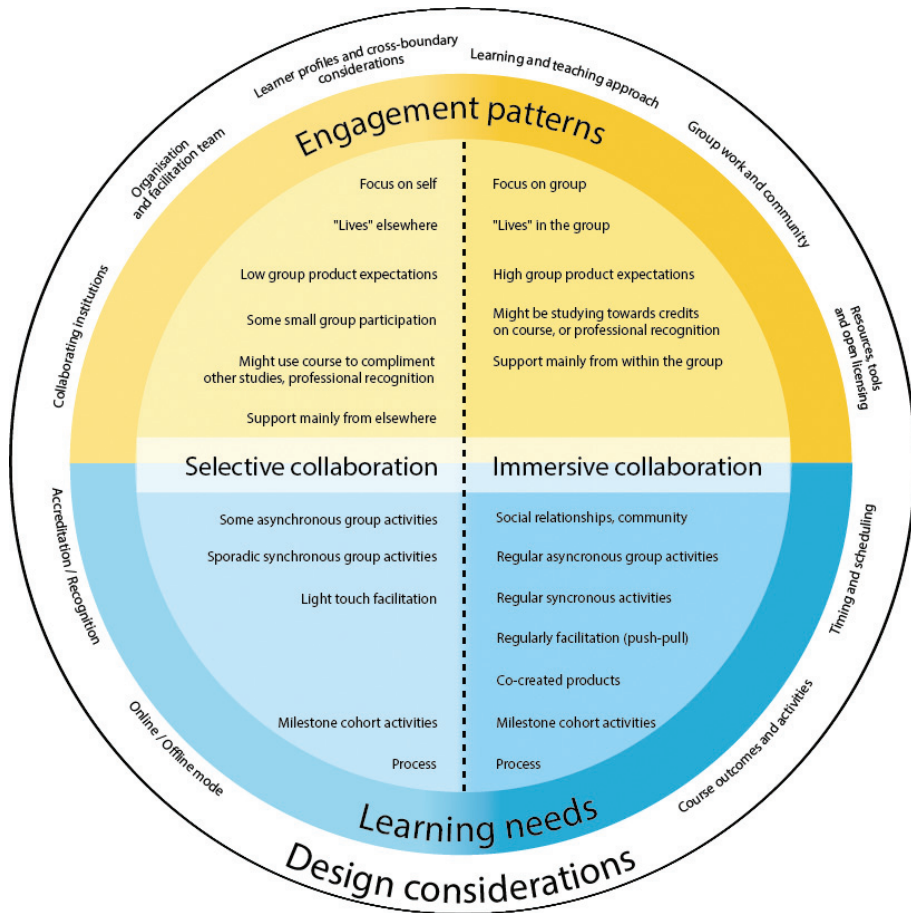 Learner profiles and cross-boundary
considerations
Learning and teaching approach
Organisation
and facilitation team
Group work and community
Collaborating institutions
Resources, tools
and open licensing
Engagement patterns
Focus on self
"Lives" elsewhere
Low group product expectations
Some small group participation
Might use course to compliment
other studies, professional recognition
Support mainly from elsewhere
Focus on group
"Lives" in the group
High group product expectations
Might be studying towards credits
on course, or professional recognition
Support mainly from within the group
Selective collaboration
Immersive collaboration
Some asynchronous group activities
Sporadic synchronous group activities
Light touch facilitation
Milestone cohort activities
Process
Social relationships, community
Regular asyncronous group activities
Regular syncronous activities
Regularly facilitation (push-pull)
Co-created products
Milestone cohort activities
Process
Accreditation / Recognition
Timing and scheduling
Online / Offline mode
Course outcomes and activities
Learning needs
Design considerations